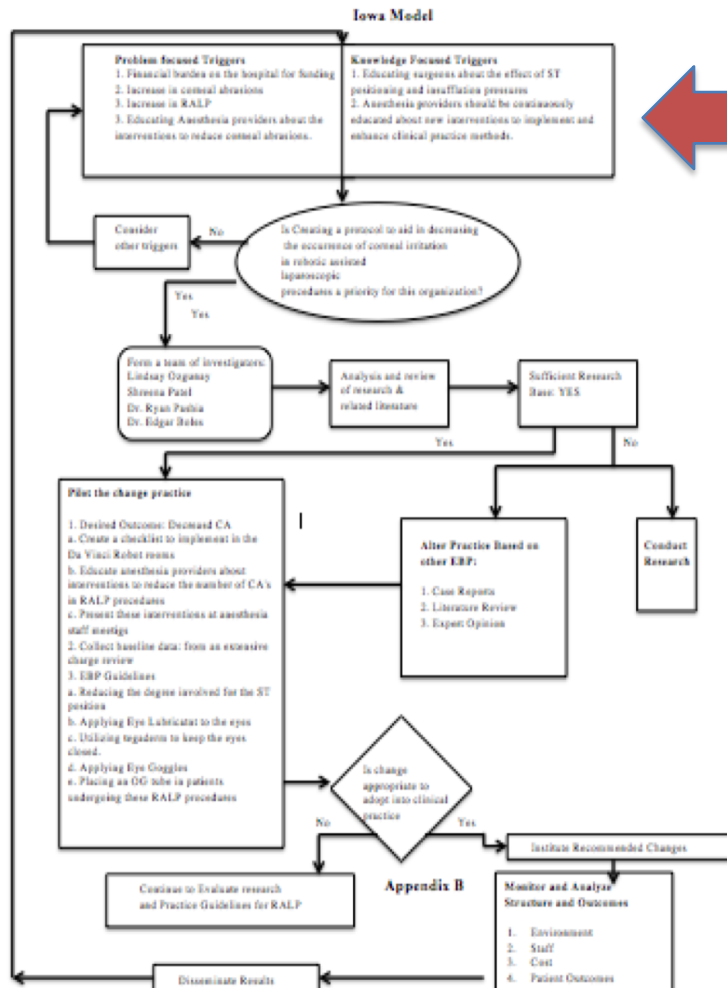 Iowa Model
Problem focused Triggers
1. Financial burden on the hospital for funding
2. Increase in corneal abrasions
3. Increase in RALP
3. Educating Anesthesia providers about the
interventions to reduce corneal abrasions.
Knowledge Focused Triggers
1. Educating surgeons about the effect of ST
positioning and insufflation pressures
2. Anosthesia providers should be continuously
educated about new interventions to implement and
enhance clinical practice methods.
Consider
other triggers
No
Is Creating a protocol to aid in decreasing
the occurrence of corneal irritation
in robotic assisted
laparoscopic
procedures a priority for this organization?
Yes
Yes
Form a team of investigators:
Lindsay
Shreena Patel
Dr. Ryan
Dr. Edgar
Analysis and review
of research &
related literature
Sufficient Research
Base: YES
Yes
No
Pilot the change practice
1. Desired Outcome: Decreased CA
a. Create a checklist to implement in the
Da Vinci Robot rooms
b. Educate anesthesia providers about
interventions to reduce the number of CA's
in RALP procedures
c. Present these interventions at anesthesia
staff meetigs
2. Collect baseline data: from an extensive
charge review
3. EBP Guidelines
a. Reducing the degree involved for the ST
position
b. Applying Eye Lubricatat to the eyes
c. Utilizing tegaderm to keep the eyes
closed.
d. Applying Eye Goggles
e. Placing an OG tube in patients
undergoing these RALP procedures
Alter Practice Based on
other EBP:
1. Case Reports
2. Literature Review
3. Expert Opinion
Conduct
Research
Is change
appropriate to
adopt into clinical
practice
No
Yes
Institute Recommended Changes
Continue to Evaluate research
and Practice Guidelines for RALP
Appendix B
Monitor and Analyze
Structure and Outcomes
1. Environment
2. Staff
3. Cost
4. Patient Outcomes
Disseminate Results